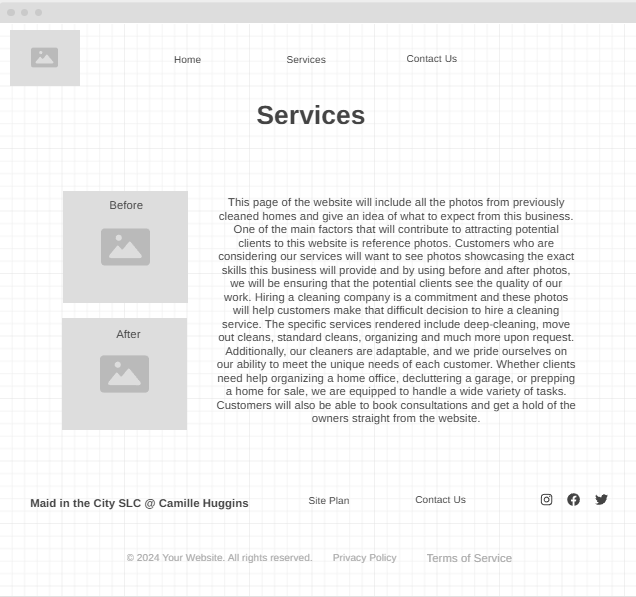 Home Services Contact Us
Services
Before
After
This page of the website will include all the photos from previously
cleaned homes and give an idea of what to expect from this business.
One of the main factors that will contribute to attracting potential
clients to this website is reference photos. Customers who are
considering our services will want to see photos showcasing the exact
skills this business will provide and by using before and after photos,
we will be ensuring that the potential clients see the quality of our
work. Hiring a cleaning company is a commitment and these photos
will help customers make that difficult decision to hire a cleaning
service. The specific services rendered include deep-cleaning, move
out cleans, standard cleans, organizing and much more upon request.
Additionally, our cleaners are adaptable, and we pride ourselves on
our ability to meet the unique needs of each customer. Whether clients
need help organizing a home office, decluttering a garage, or prepping
a home for sale, we are equipped to handle a wide variety of tasks.
Customers will also be able to book consultations and get a hold of the
owners straight from the website.
Maid in the City SLC @ Camille Huggins Site Plan Contact Us
© 2024 Your Website. All rights reserved. Privacy Policy Terms of Service